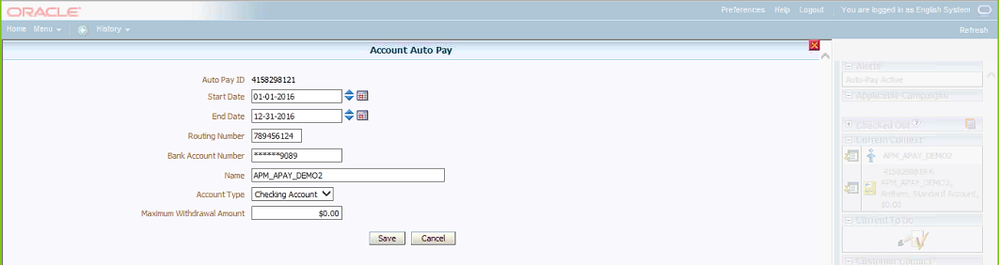 ORACLE
Preferences Help Logout You are logged in as English System
Home Menu History Refresh
Account Auto Pay
Auto Pay ID 4158298121
Start Date 01-01-2016
End Date 12-31-2016
Routing Number 789456124
Bank Account Number ******9089
Name APM_APAY_DEMO2
Account Type Checking Account
Maximum Withdrawal Amount $0.00
Save Cancel
Alerts
Auto-Pay Active
Applicable Campaigns
Checked Out ?
Current Context
APM_APAY_DEMO2
APM_APAY_DEMO2,
Anthem, Standard Account,
$0.00
Current To Do
Customer Contact